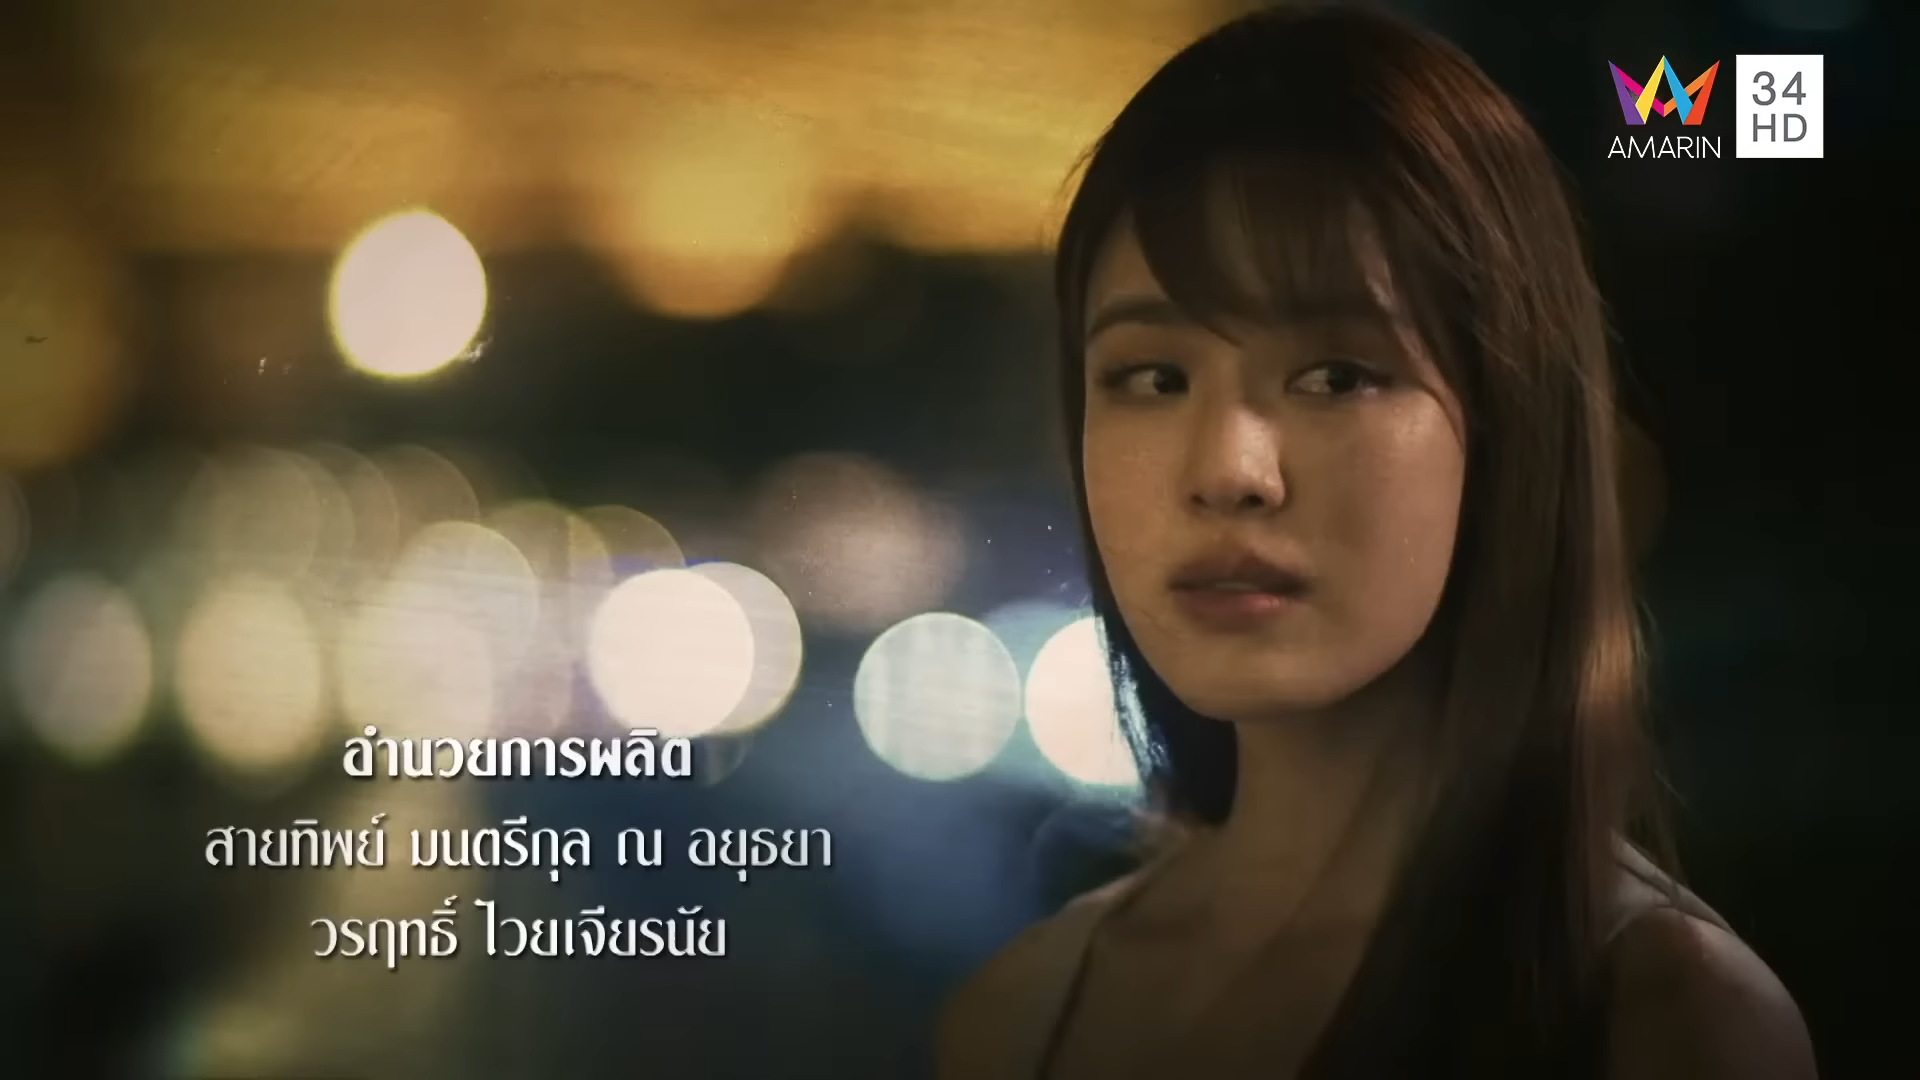 AMARIN
34
HD
อำนวยการผลิต
สายทิพย์ มนตรีกุล ณ อยุธยา
วรฤทธิ์ ไวยเจียรนัย